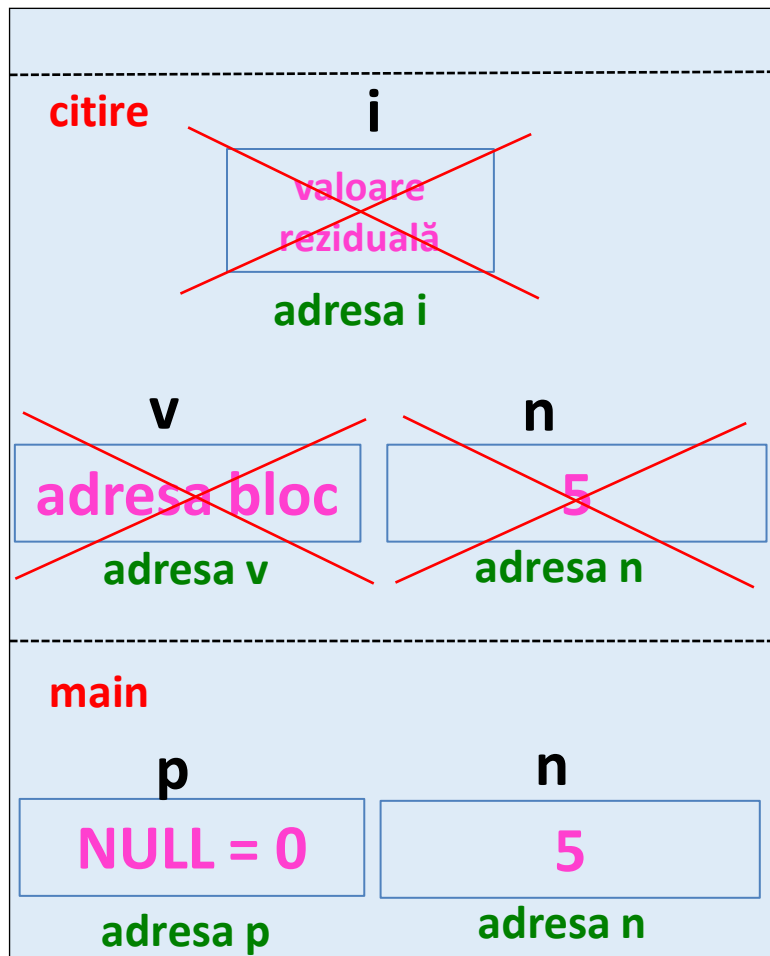 citire
i
valoare
reziduală
adresa i
v n
adresa bloc 5
adresa v adresa n
main
p n
NULL = 0 5
adresa p adresa n